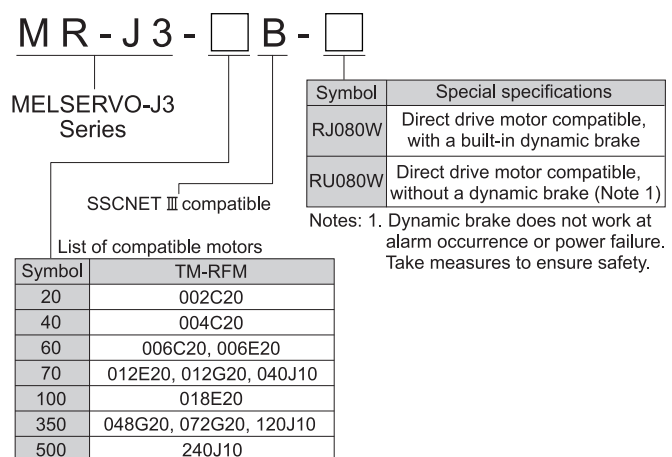 MR-J3-□B-□
MELSERVO-J3
Series
SSCNET Ⅲ compatible
Symbol Special specifications
RJ080W Direct drive motor compatible,
with a built-in dynamic brake
RU080W Direct drive motor compatible,
without a dynamic brake (Note 1)
Notes: 1. Dynamic brake does not work at
alarm occurrence or power failure.
Take measures to ensure safety.
List of compatible motors
Symbol TM-RFM
20 002C20
40 004C20
60 006C20, 006E20
70 012E20, 012G20, 040J10
100 018E20
350 048G20, 072G20, 120J10
500 240J10